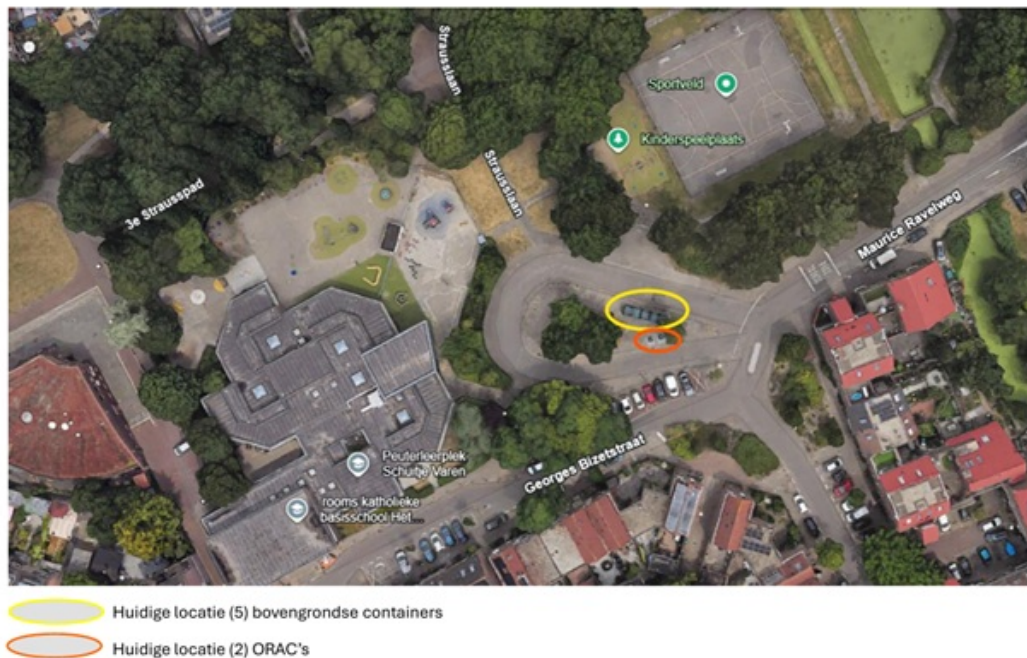 Strausslaan
Sportveld
Kinderspeelplaats
Strausslaan
3e Strausspad
Maurice Ravelweg
Peuterleerplek
Schuitje Varen
Georges Bizetstraat
rooms katholieke
basisschool Het...
Huidige locatie (5) bovengrondse containers
Huidige locatie (2) ORAC's